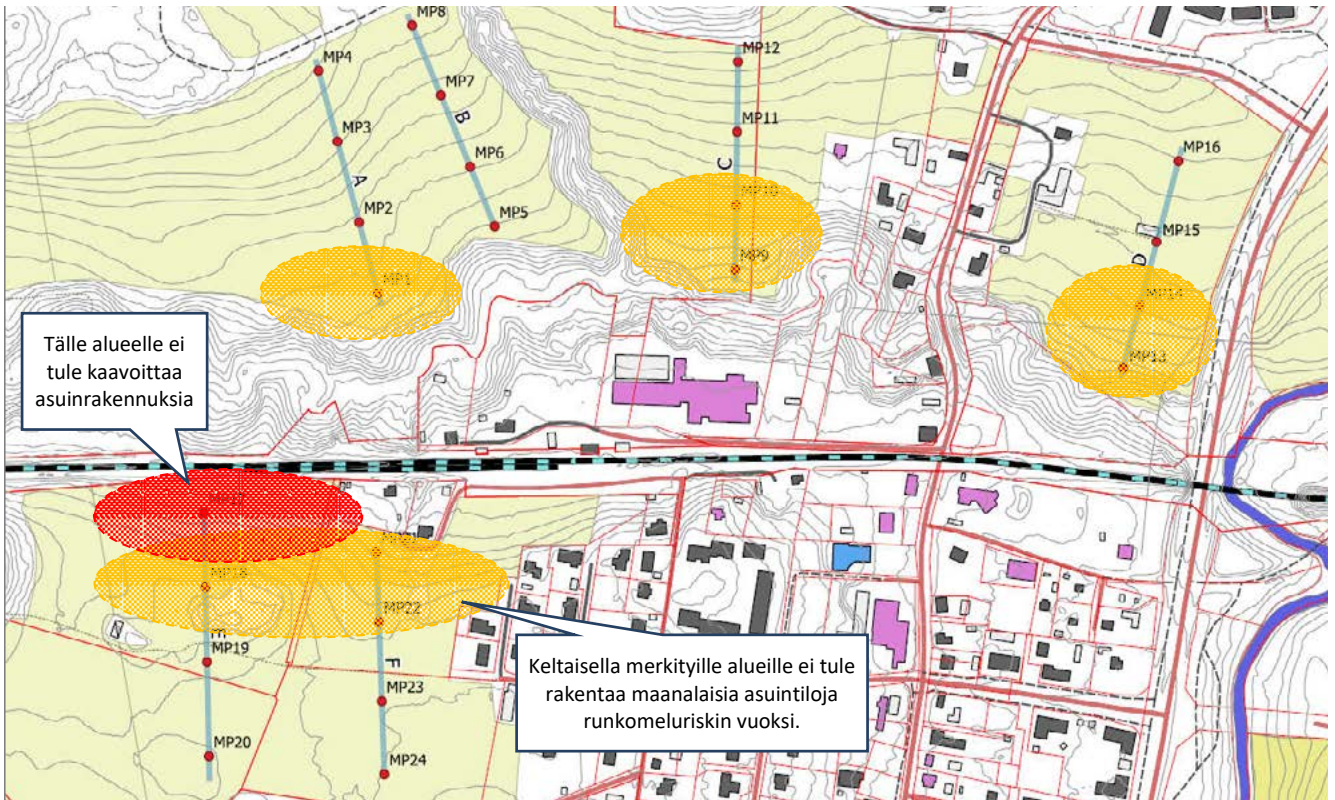 MP8
MP4
MP12
MP7
B
MP3
MP11
MP16
MP6
A
C
MP10
MP2
MP5
MP15
MP9
D
MP1
MP14
MP13
Tälle alueelle ei
tule kaavoittaa
asuinrakennuksia
MP17
MP18
MP22
E
MP19
F
MP23
MP20
MP24
Keltaisella merkityille alueille ei tule
rakentaa maanalaisia asuintiloja
runkomeluriskin vuoksi.